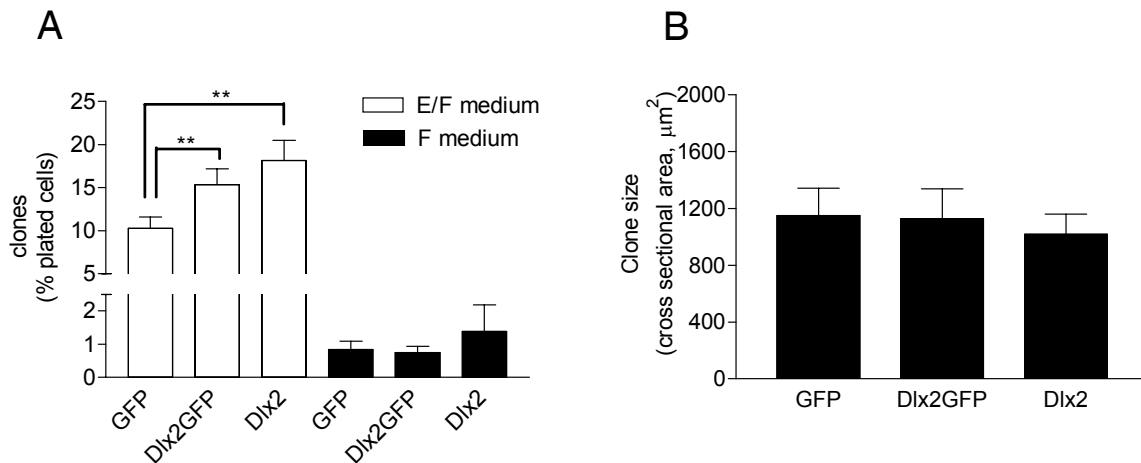 A
clones
(% plated cells)
25
20
15
10
5
2
1
0
**
**
E/F medium
F medium
GFP
Dlx2GFP
Dlx2
GFP
Dlx2GFP
Dlx2
B
Clone size
(cross sectional area, μm²)
2000
1600
1200
800
400
0
GFP
Dlx2GFP
Dlx2